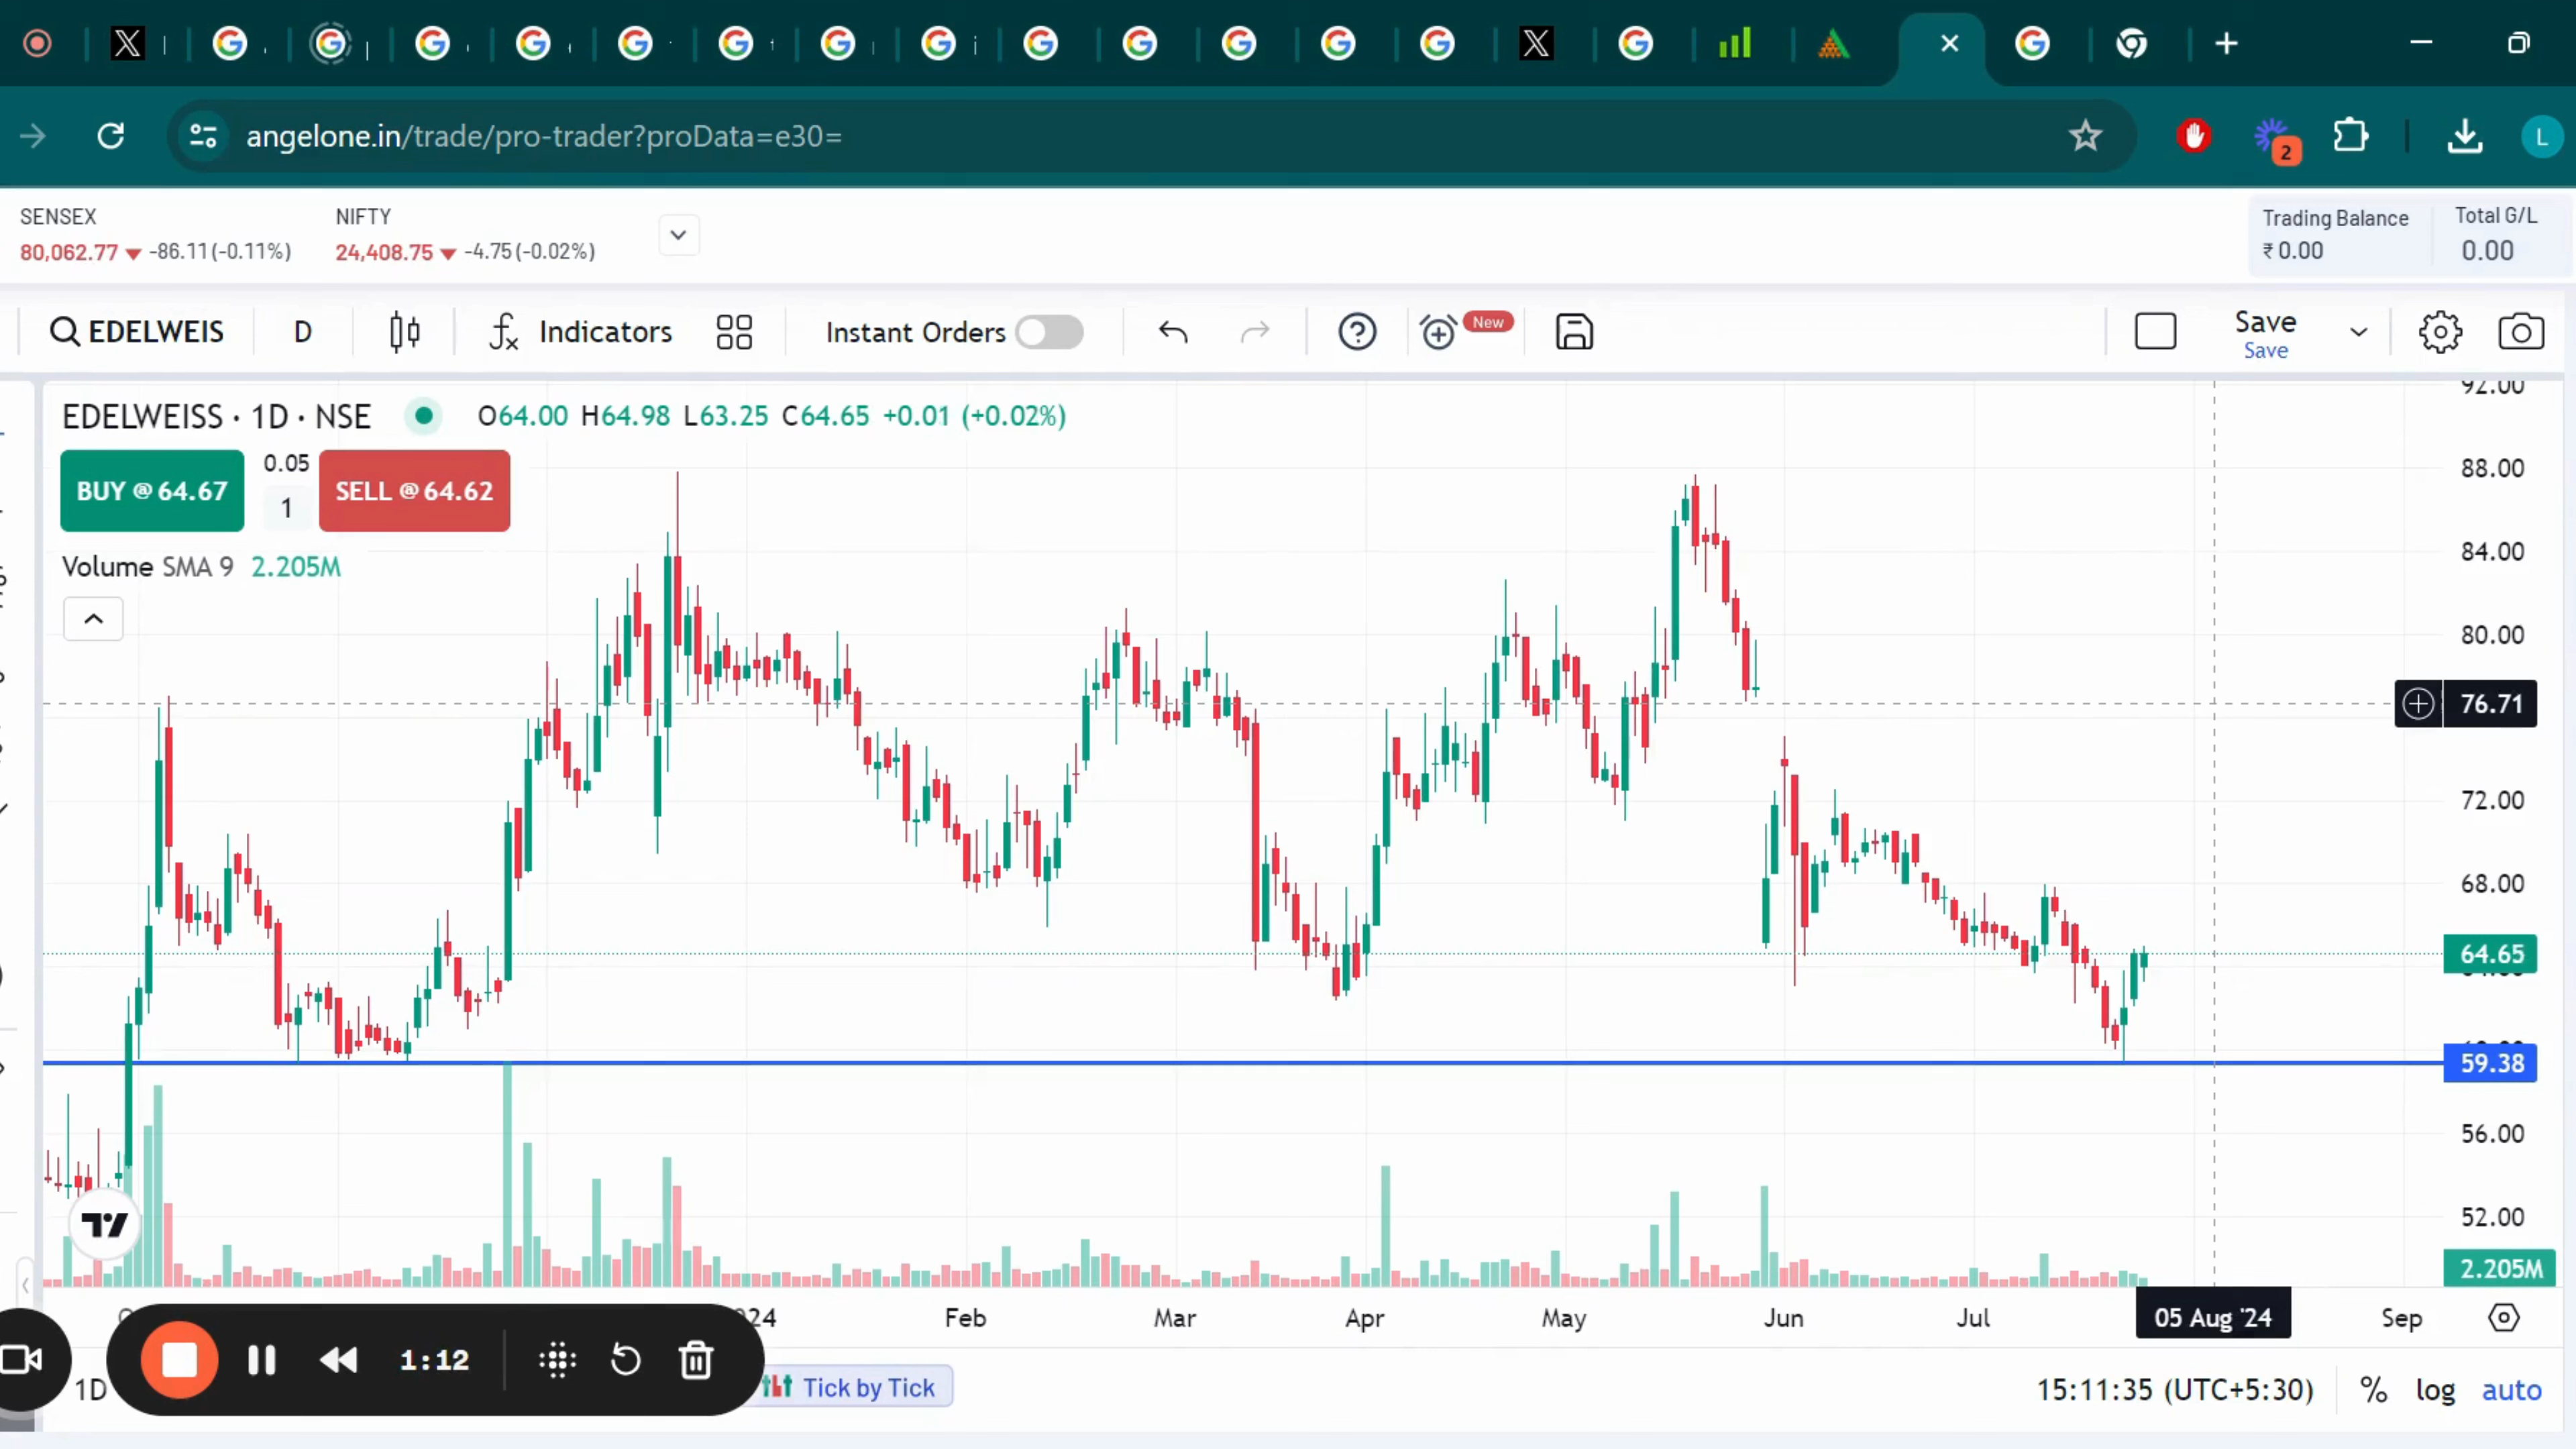 angelone.in/trade/pro-trader?proData=e30=
2
L
SENSEX
80,062.77 ▼ -86.11(-0.11%)
NIFTY
24,408.75 ▼ -4.75(-0.02%)
Trading Balance
₹ 0.00
Total G/L
0.00
EDELWEIS
D
Indicators
Instant Orders
New
Save
Save
EDELWEISS · 1D · NSE
O64.00 H64.98 L63.25 C64.65 +0.01 (+0.02%)
BUY @ 64.67
0.05
1
SELL @ 64.62
Volume SMA 9 2.205M
92.00
88.00
84.00
80.00
76.71
72.00
68.00
64.65
59.38
56.00
52.00
2.205M
Feb
Mar
Apr
May
Jun
Jul
05 Aug '24
Sep
1:12
1D
Tick by Tick
15:11:35 (UTC+5:30)
%
log
auto